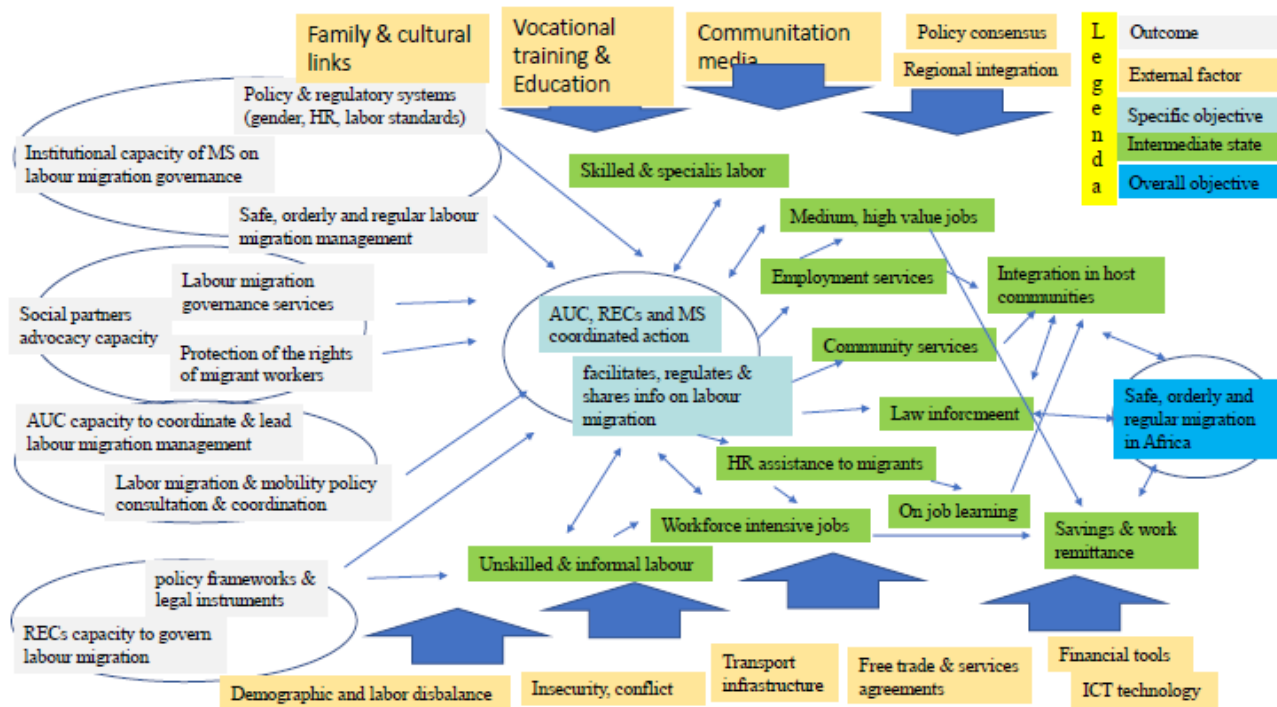 Family & cultural
links
Vocational
training &
Education
Communitation
media
Policy consensus
Regional integration
L
e
g
e
n
d
a
Outcome
External factor
Specific objective
Intermediate state
Overall objective
Policy & regulatory systems
(gender, HR, labor standards)
Institutional capacity of MS on
labour migration governance
Safe, orderly and regular labour
migration management
Labour migration
governance services
Social partners
advocacy capacity
Protection of the rights
of migrant workers
AUC capacity to coordinate & lead
labour migration management
Labor migration & mobility policy
consultation & coordination
policy frameworks &
legal instruments
RECs capacity to govern
labour migration
AUC, RECs and MS
coordinated action
facilitates, regulates &
shares info on labour
migration
Skilled & specialis labor
Medium, high value jobs
Employment services
Integration in host
communities
Community services
Law inforcmeent
Safe, orderly and
regular migration
in Africa
HR assistance to migrants
On job learning
Workforce intensive jobs
Savings & work
remittance
Unskilled & informal labour
Demographic and labor disbalance
Insecurity, conflict
Transport
infrastructure
Free trade & services
agreements
Financial tools
ICT technology